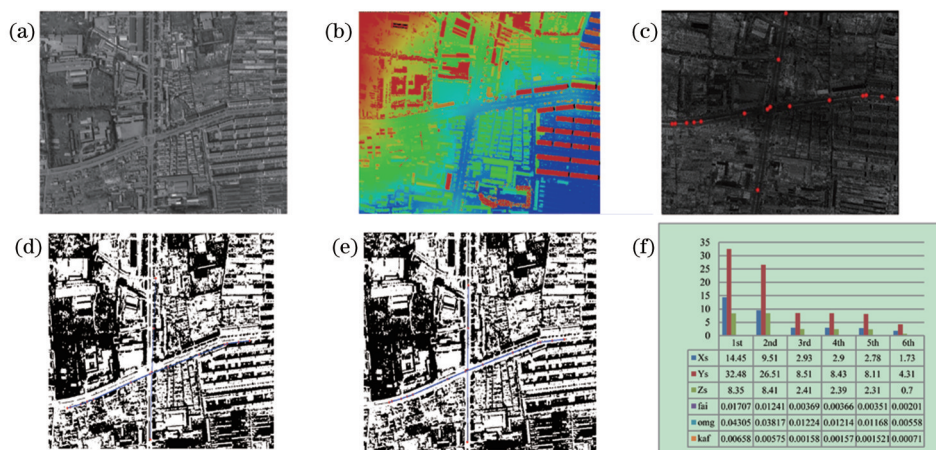 (a)
(b)
(c)
(d)
(e)
(f)
35
30
25
20
15
10
5
0
1st 2nd 3rd 4th 5th 6th
Xs 14.45 9.51 2.93 2.9 2.78 1.73
Ys 32.48 26.51 8.51 8.43 8.11 4.31
Zs 8.35 8.41 2.41 2.39 2.31 0.7
fai 0.01707 0.01241 0.00369 0.00366 0.00351 0.00201
omg 0.04305 0.03817 0.01224 0.01214 0.01168 0.00558
kaf 0.00658 0.00575 0.00158 0.00157 0.001521 0.00071